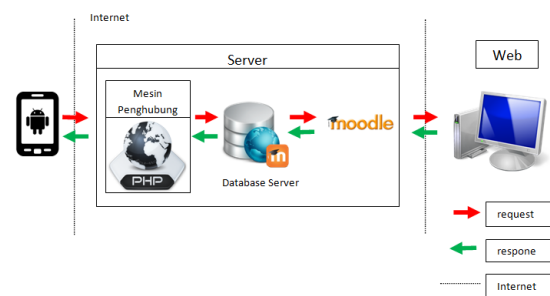 Internet
Server
Web
Mesin
Penghubung
PHP
moodle
m
Database Server
request
respone
Internet